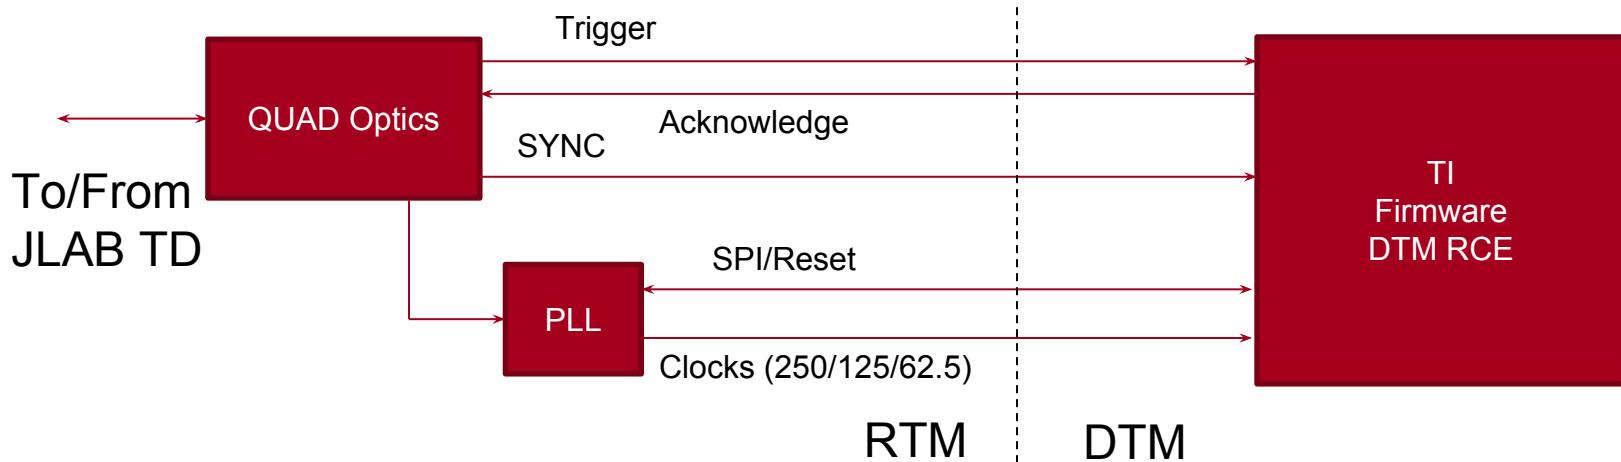 Trigger
QUAD Optics
Acknowledge
SYNC
To/From
JLAB TD
TI
Firmware
DTM RCE
SPI/Reset
PLL
Clocks (250/125/62.5)
RTM
DTM